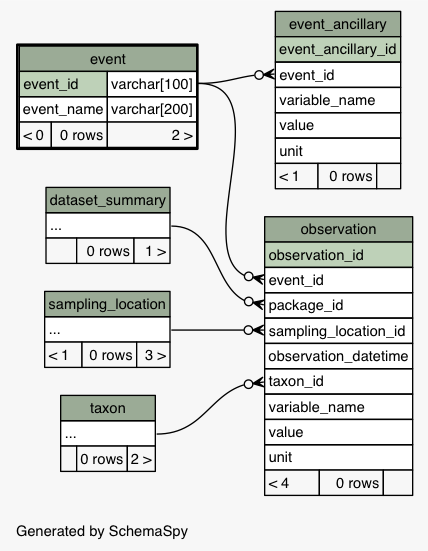 event
event_id varchar[100]
event_name varchar[200]
< 0 0 rows 2 >
event_ancillary
event_ancillary_id
event_id
variable_name
value
unit
< 1 0 rows
dataset_summary
...
0 rows 1 >
sampling_location
...
< 1 0 rows 3 >
taxon
...
0 rows 2 >
observation
observation_id
event_id
package_id
sampling_location_id
observation_datetime
taxon_id
variable_name
value
unit
< 4 0 rows
Generated by SchemaSpy